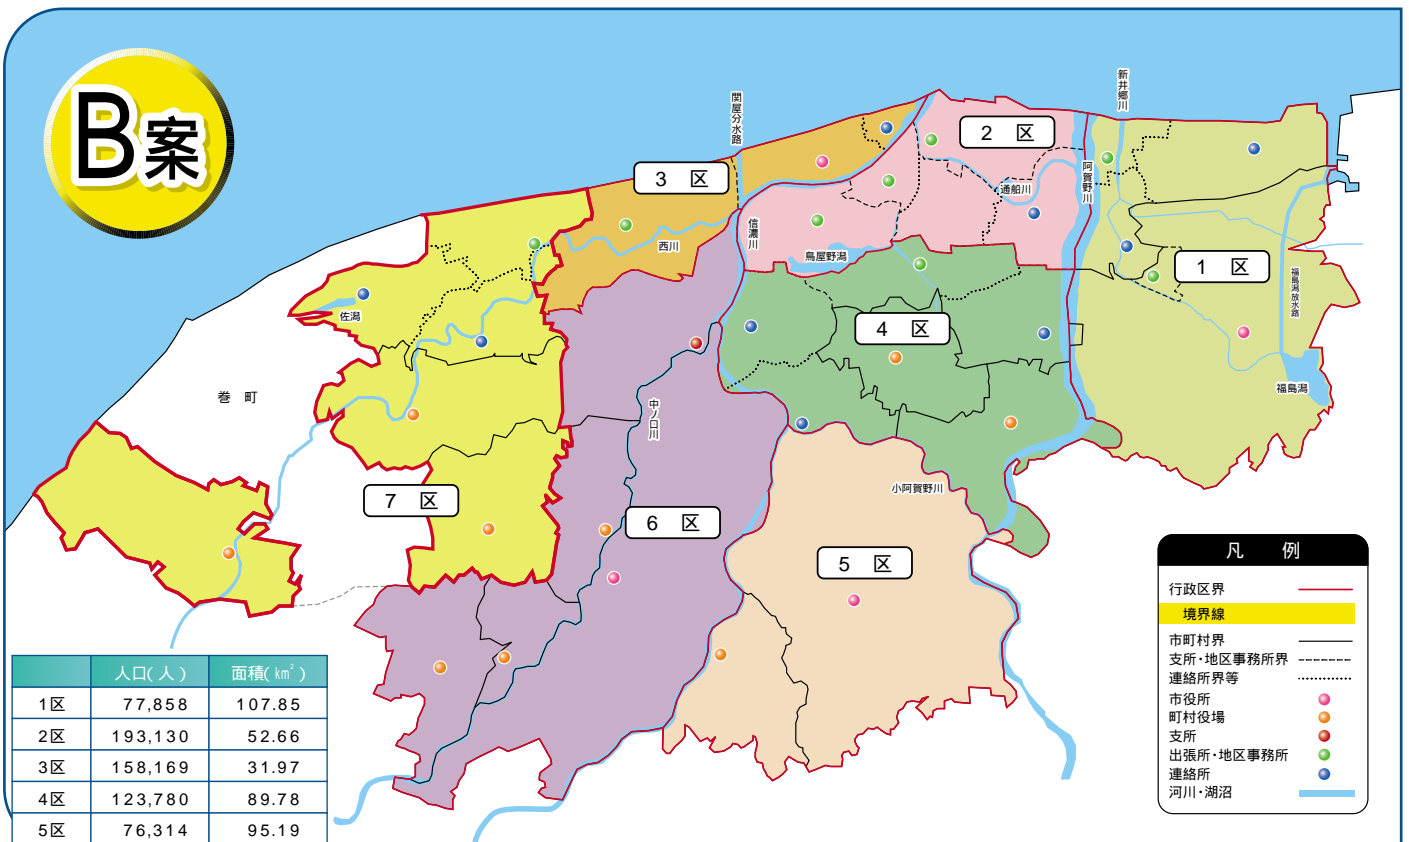 B案
関屋分水路
新井郷川
2 区
3 区
阿賀野川
通船川
信濃川
西川
鳥屋野潟
1 区
福島潟放水路
佐潟
4 区
福島潟
巻 町
中ノ口川
小阿賀野川
7 区
6 区
5 区
凡 例
行政区界
境界線
市町村界
支所・地区事務所界
連絡所界等
市役所
町村役場
支所
出張所・地区事務所
連絡所
河川・湖沼
人口(人) 面積(km²)
1区 77,858 107.85
2区 193,130 52.66
3区 158,169 31.97
4区 123,780 89.78
5区 76,314 95.19